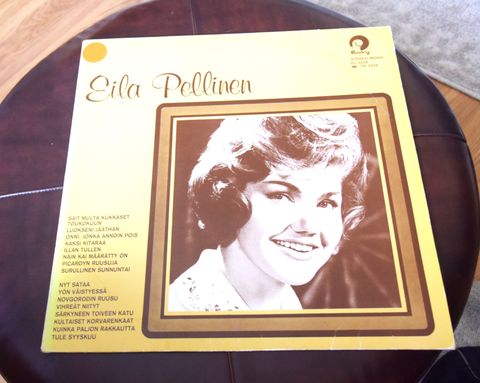 Eila Pellinen
STEREO-MONO
SAIT MULTA KUKKASET
TOUKOKUUN
LUOKSENI JÄÄTHÄN
ONNI, JONKA ANNOIN POIS
KAKSI KITARAA
ILLAN TULLEN
NÄIN KAI MÄÄRÄTTY ON
PICARDYN RUUSUJA
SURULLINEN SUNNUNTAI
NYT SATAA
YÖN VÄISTYESSÄ
NOVGORODIN RUUSU
VIHREÄT NIITYT
SÄRKYNEEN TOIVEEN KATU
KULTAISET KORVARENKAAT
KUINKA PALJON RAKKAUTTA
TULE SYYSKUU